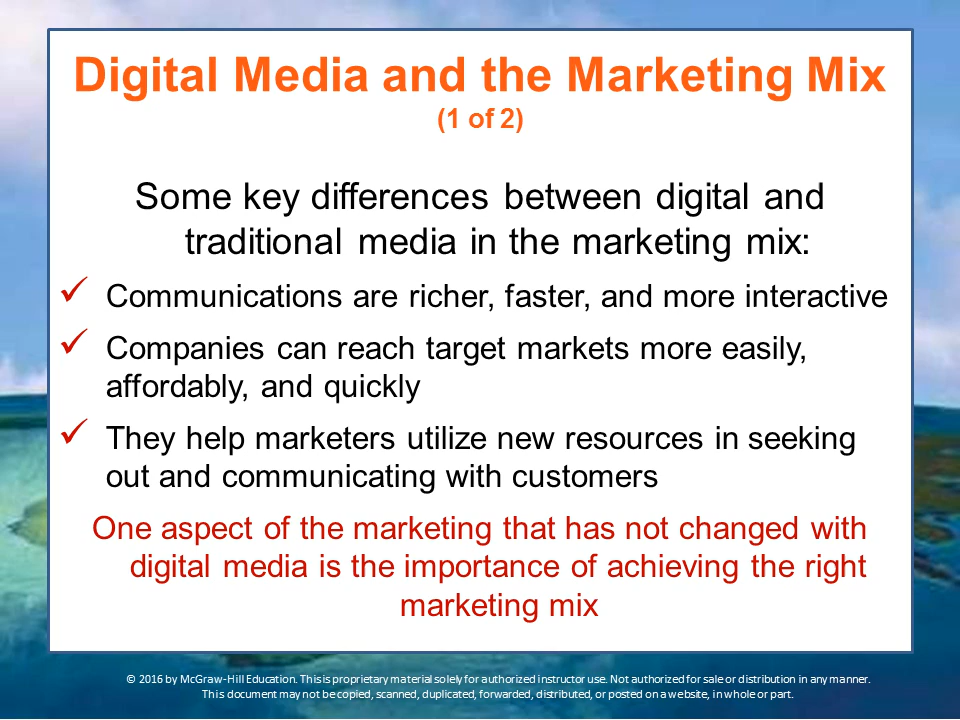 Digital Media and the Marketing Mix
(1 of 2)
Some key differences between digital and
traditional media in the marketing mix:
✓ Communications are richer, faster, and more interactive
✓ Companies can reach target markets more easily,
affordably, and quickly
✓ They help marketers utilize new resources in seeking
out and communicating with customers
One aspect of the marketing that has not changed with
digital media is the importance of achieving the right
marketing mix
© 2016 by McGraw-Hill Education. This is proprietary material solely for authorized instructor use. Not authorized for sale or distribution in any manner.
This document may not be copied, scanned, duplicated, forwarded, distributed, or posted on a website, in whole or part.